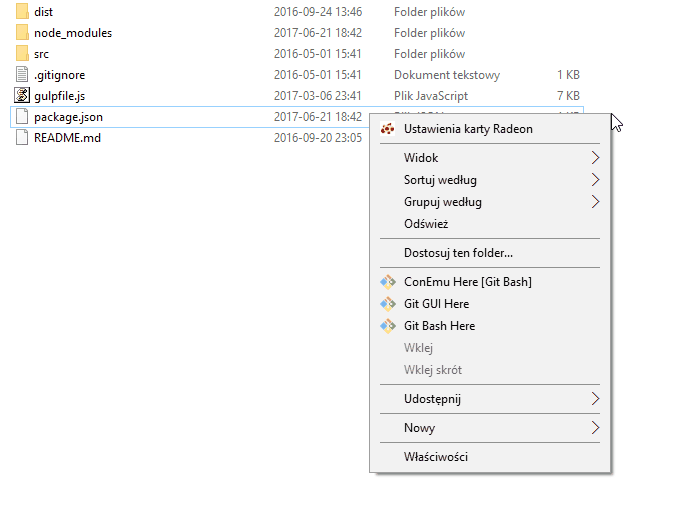 dist 2016-09-24 13:46 Folder plików
node_modules 2017-06-21 18:42 Folder plików
src 2016-05-01 15:41 Folder plików
.gitignore 2016-05-01 15:41 Dokument tekstowy 1 KB
gulpfile.js 2017-03-06 23:41 Plik JavaScript 7 KB
package.json 2017-06-21 18:42
README.md 2016-09-20 23:05
Ustawienia karty Radeon
Widok
Sortuj według
Grupuj według
Odśwież
Dostosuj ten folder...
ConEmu Here [Git Bash]
Git GUI Here
Git Bash Here
Wklej
Wklej skrót
Udostępnij
Nowy
Właściwości